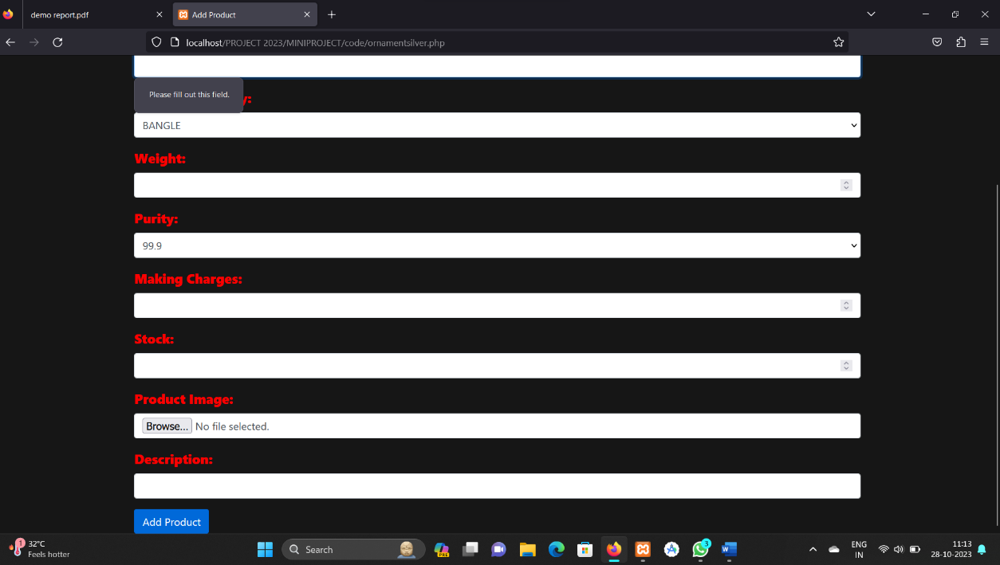 demo report.pdf
Add Product
localhost/PROJECT 2023/MINIPROJECT/code/ornamentsilver.php
Please fill out this field.
y:
BANGLE
Weight:
Purity:
99.9
Making Charges:
Stock:
Product Image:
Browse... No file selected.
Description:
Add Product
1
32°C
Feels hotter
Search
PRE
3
W
ENG
IN
11:13
28-10-2023